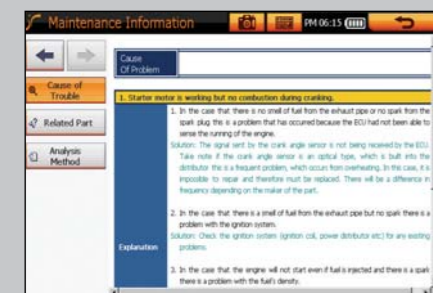 Maintenance Information
PM 06:15
Cause
Of Problem
Cause of
Trouble
Related Part
Analysis
Method
1. Starter motor is working but no combustion during cranking.
Explanation
1. In the case that there is no smell of fuel from the exhaust pipe or no spark from the
spark plug this is a problem that has occured because the ECU had not been able to
sense the running of the engine.
Solution: The signal sent by the crank angle sensor is not being received by the ECU.
Take note if the crank angle sensor is an optical type, which is built into the
distributor this is a frequent problem, which occurs from overheating. In this case, it is
impossible to repair and therefore must be replaced. There will be a difference in
frequency depending on the maker of the part.
2. In the case that there is a smell of fuel from the exhaust pipe but no spark there is a
problem with the ignition system.
Solution: Check the ignition system (ignition coil, power distributor etc) for any existing
problems.
3. In the case that the engine will not start even if fuel is injected and there is a spark
there is a problem with the fuel's density.